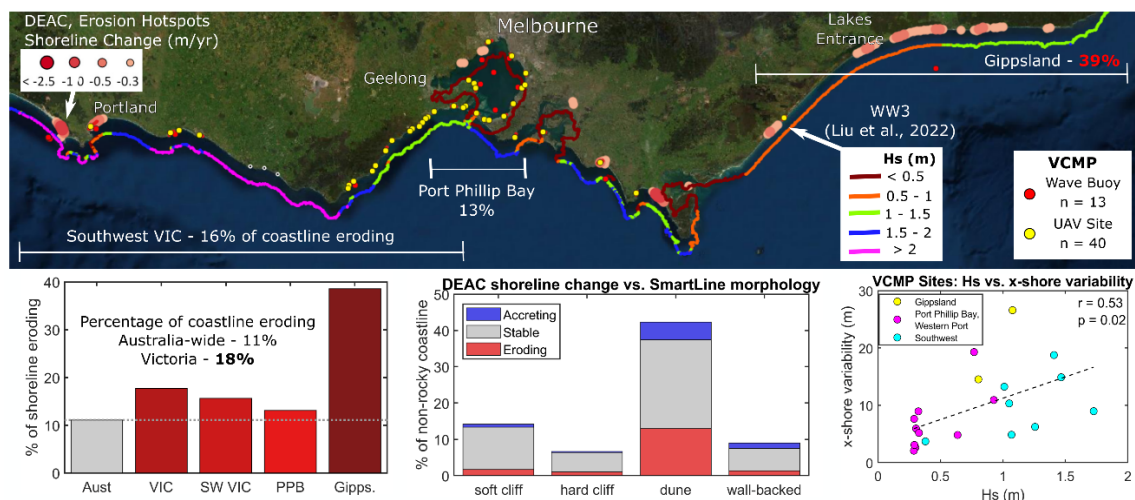 DEAC, Erosion Hotspots
Shoreline Change (m/yr)
< -2.5 -1.0 -0.5 -0.3
Portland
Geelong
Melbourne
Lakes
Entrance
Gippsland - 39%
WW3
(Liu et al., 2022)
Hs (m)
< 0.5
0.5 - 1
1 - 1.5
1.5 - 2
> 2
VCMP
Wave Buoy
n = 13
UAV Site
n = 40
Port Phillip Bay
13%
Southwest VIC - 16% of coastline eroding
% of shoreline eroding
40
30
20
10
0
Percentage of coastline eroding
Australia-wide - 11%
Victoria - 18%
Aust VIC SW VIC PPB Gipps.
DEAC shoreline change vs. SmartLine morphology
% of non-rocky coastline
50
40
30
20
10
0
Accreting
Stable
Eroding
soft cliff hard cliff dune wall-backed
VCMP Sites: Hs vs. x-shore variability
x-shore variability (m)
30
20
10
0
Gippsland
Port Phillip Bay,
Western Port
Southwest
r = 0.53
p = 0.02
0 0.5 1 1.5 2
Hs (m)